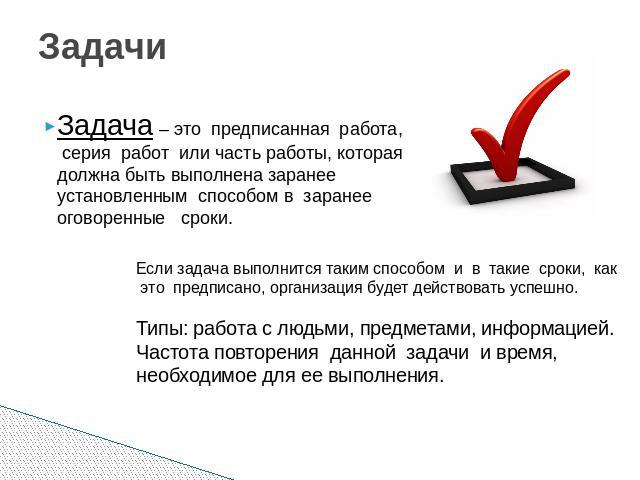 Задачи
Задача – это предписанная работа,
серия работ или часть работы, которая
должна быть выполнена заранее
установленным способом в заранее
оговоренные сроки.
Если задача выполнится таким способом и в такие сроки, как
это предписано, организация будет действовать успешно.
Типы: работа с людьми, предметами, информацией.
Частота повторения данной задачи и время,
необходимое для ее выполнения.